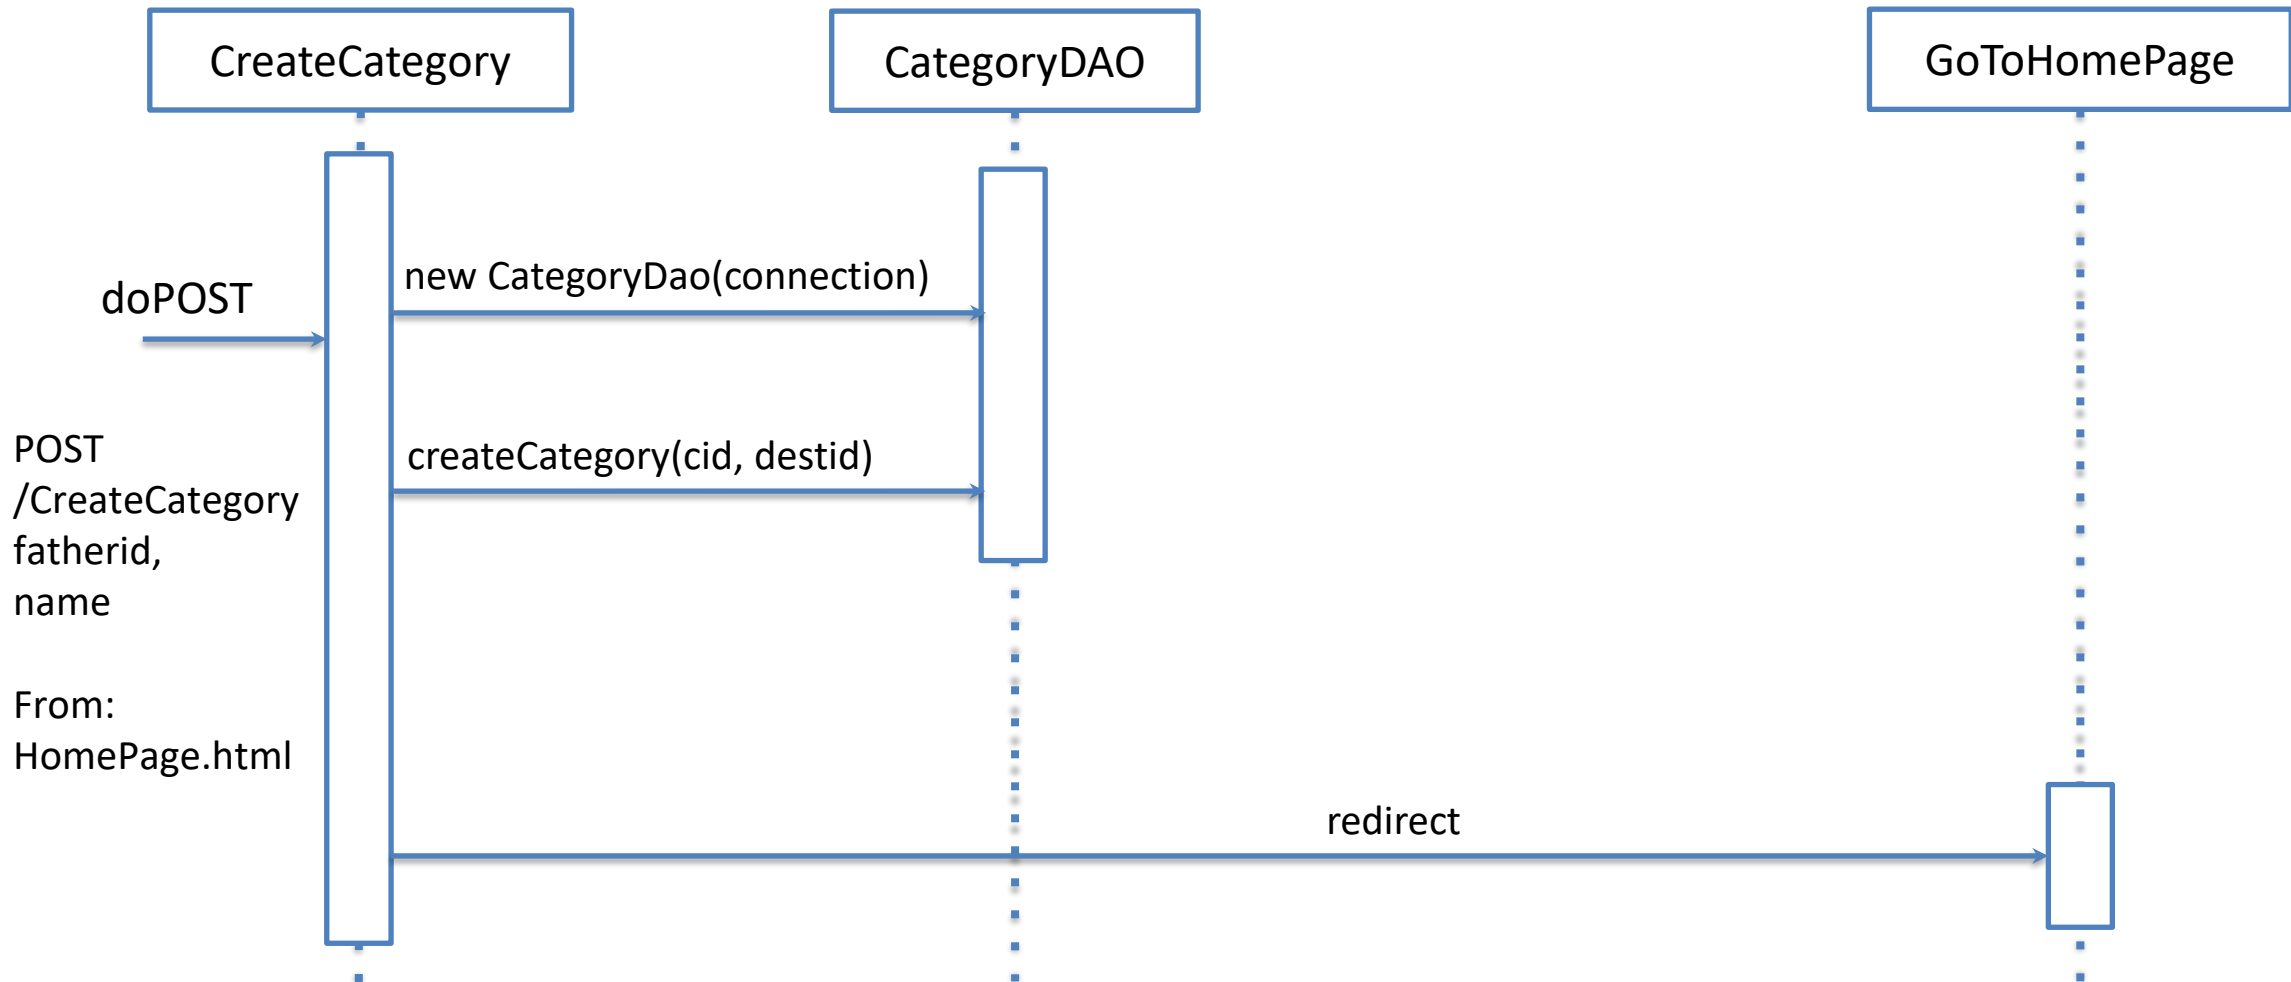 CreateCategory
CategoryDAO
GoToHomePage
new CategoryDao(connection)
doPOST
POST
/CreateCategory
fatherid,
name
createCategory(cid, destid)
From:
HomePage.html
redirect